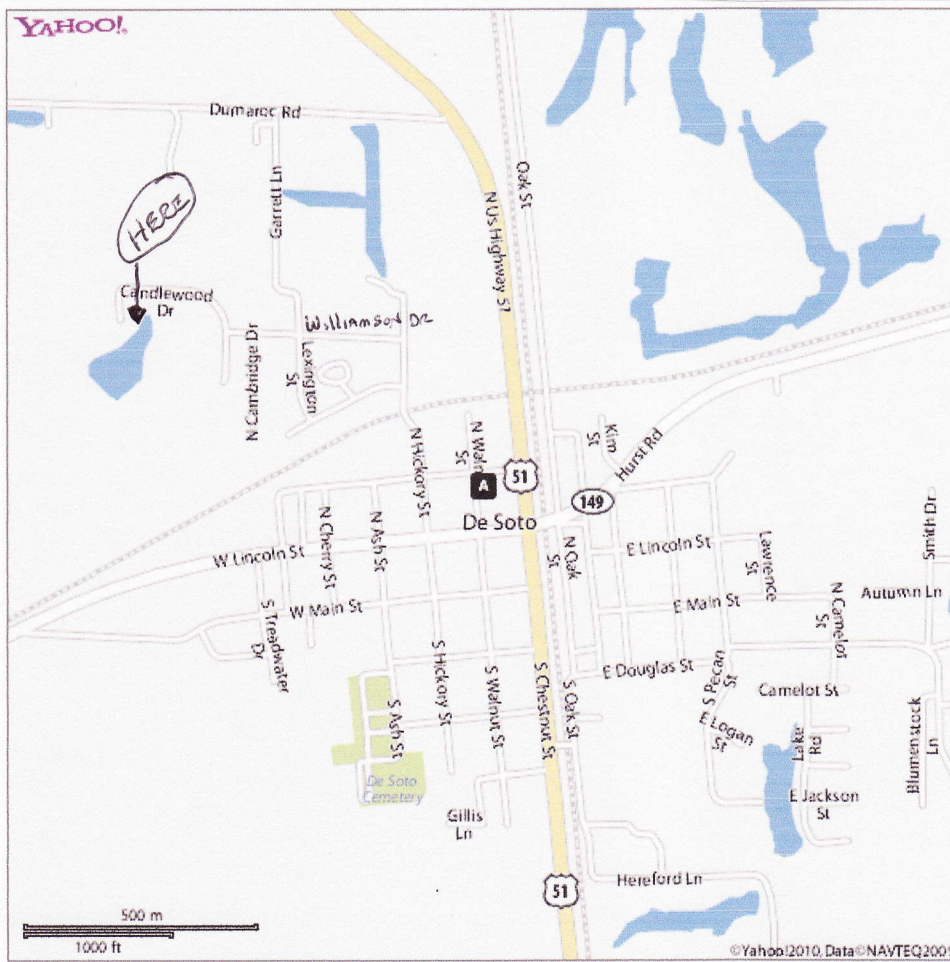 YAHOO!
Dumaroc Rd
Garrett Ln
Oak St
N Us Highway 51
HERE
Candlewood
Dr
Williamson Dr
N Cambridge Dr
Lexington
St
N Hickory St
N Waln
St
A
51
Kim
St
Hurst Rd
149
De Soto
N Cherry St
N Ash St
W Lincoln St
N Oak
St
E Lincoln St
Lawrence
St
Smith Dr
W Main St
E Main St
N Camelot
St
Autumn Ln
S Treadwater
Dr
S Hickory St
S Walnut St
S Chestnut St
S Oak St
E Douglas St
S Pecan
St
Camelot St
S Ash St
E Logan
St
Lake
Rd
Blumenstock
Ln
De Soto
Cemetery
Gillis
Ln
E Jackson
St
51
Hereford Ln
500 m
1000 ft
©Yahoo!2010, Data©NAVTEQ2009